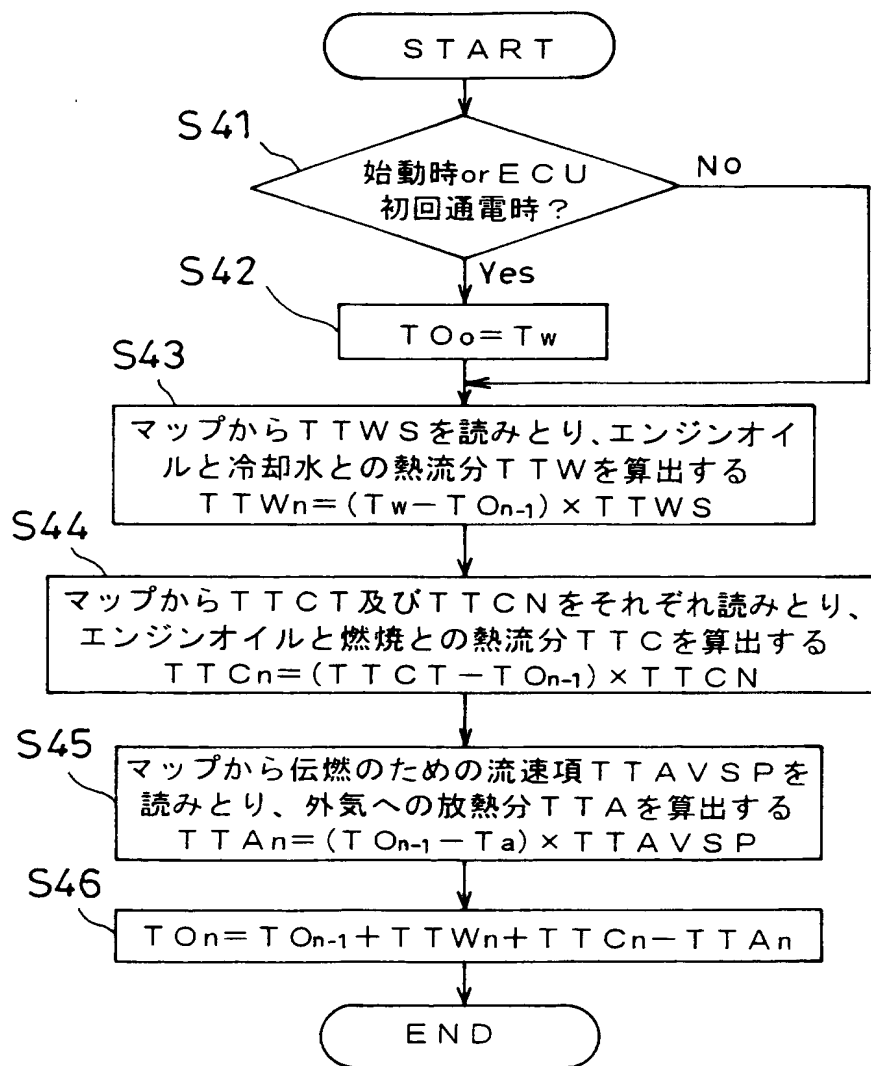 START
S41
始動時orECU
初回通電時？
No
Yes
S42
TOo=Tw
S43
マップからTTWSを読みとり、エンジンオイ
ルと冷却水との熱流分TTWを算出する
TTWn=(Tw-TOn-1)×TTWS
S44
マップからTTCT及びTTCNをそれぞれ読みとり、
エンジンオイルと燃焼との熱流分TTCを算出する
TTCn=(TTCT-TOn-1)×TTCN
S45
マップから伝燃のための流速項TTAVSPを
読みとり、外気への放熱分TTAを算出する
TTAn=(TOn-1-Ta)×TTAVSP
S46
TOn=TOn-1+TTWn+TTCn-TTAn
END